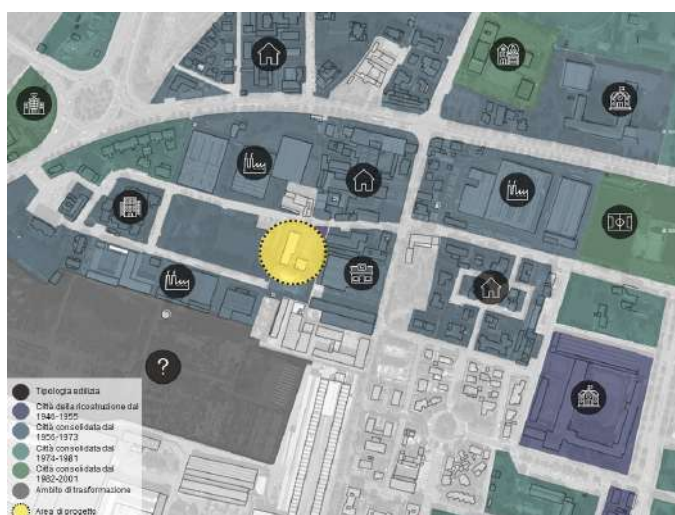 ?
Tipologia edilizia
Città della ricostruzione dal
1946-1955
Città consolidata dal
1956-1973
Città consolidata dal
1974-1981
Città consolidata dal
1982-2001
Ambito di trasformazione
Area di progetto